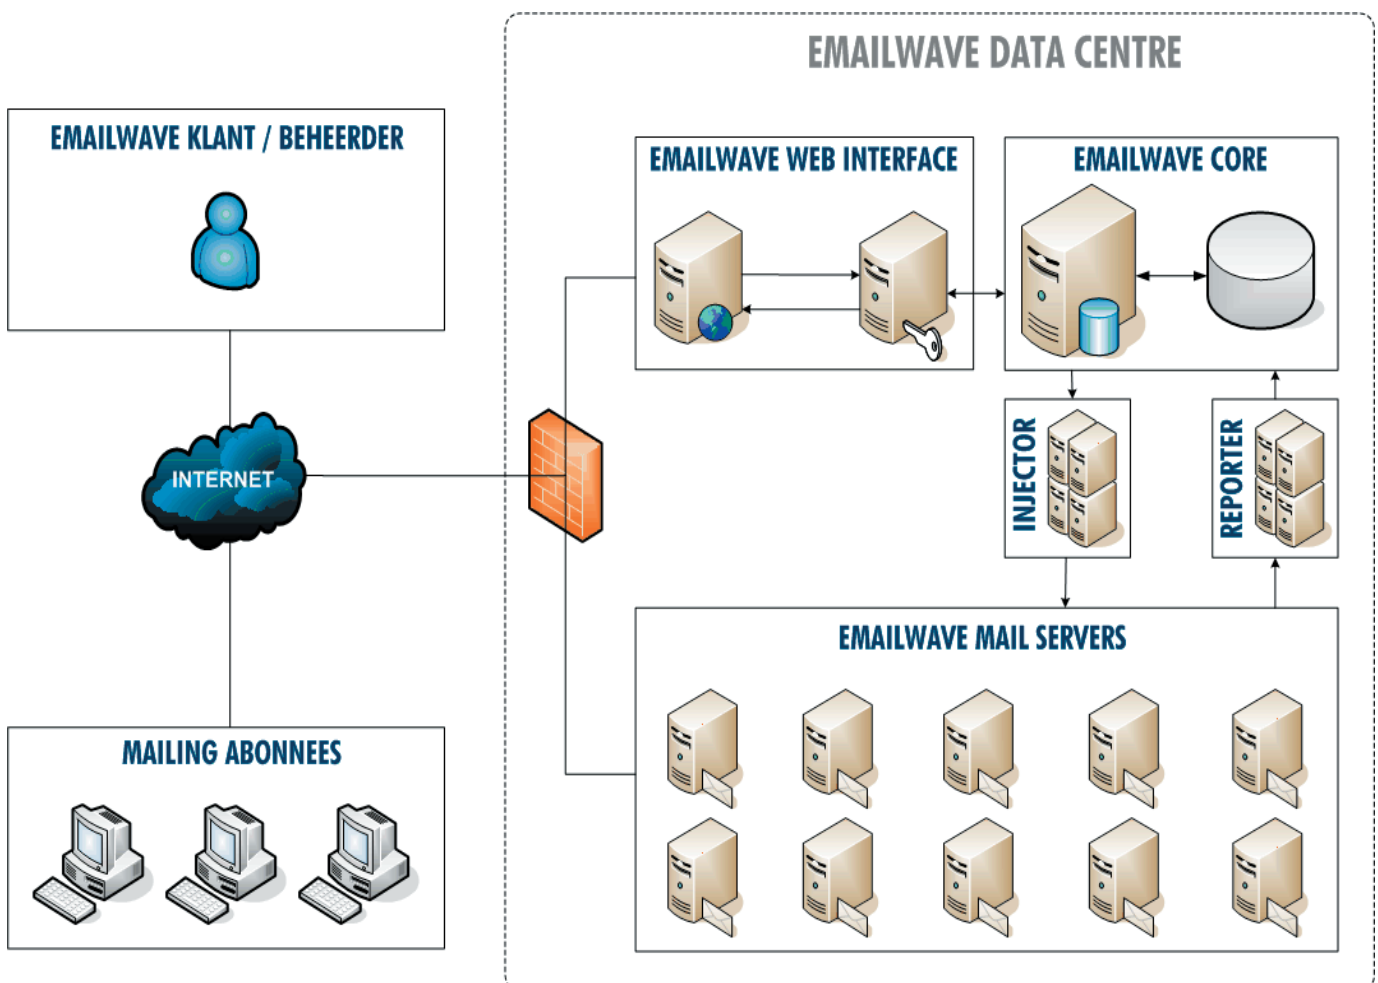 EMAILWAVE DATA CENTRE
EMAILWAVE KLANT / BEHEERDER
EMAILWAVE WEB INTERFACE
EMAILWAVE CORE
INTERNET
INJECTOR
REPORTER
EMAILWAVE MAIL SERVERS
MAILING ABONNEES